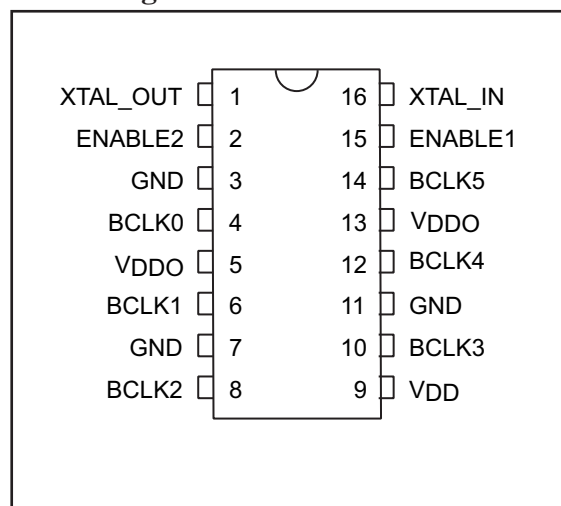 XTAL_OUT 1 16 XTAL_IN
ENABLE2 2 15 ENABLE1
GND 3 14 BCLK5
BCLK0 4 13 VDDO
VDDO 5 12 BCLK4
BCLK1 6 11 GND
GND 7 10 BCLK3
BCLK2 8 9 VDD